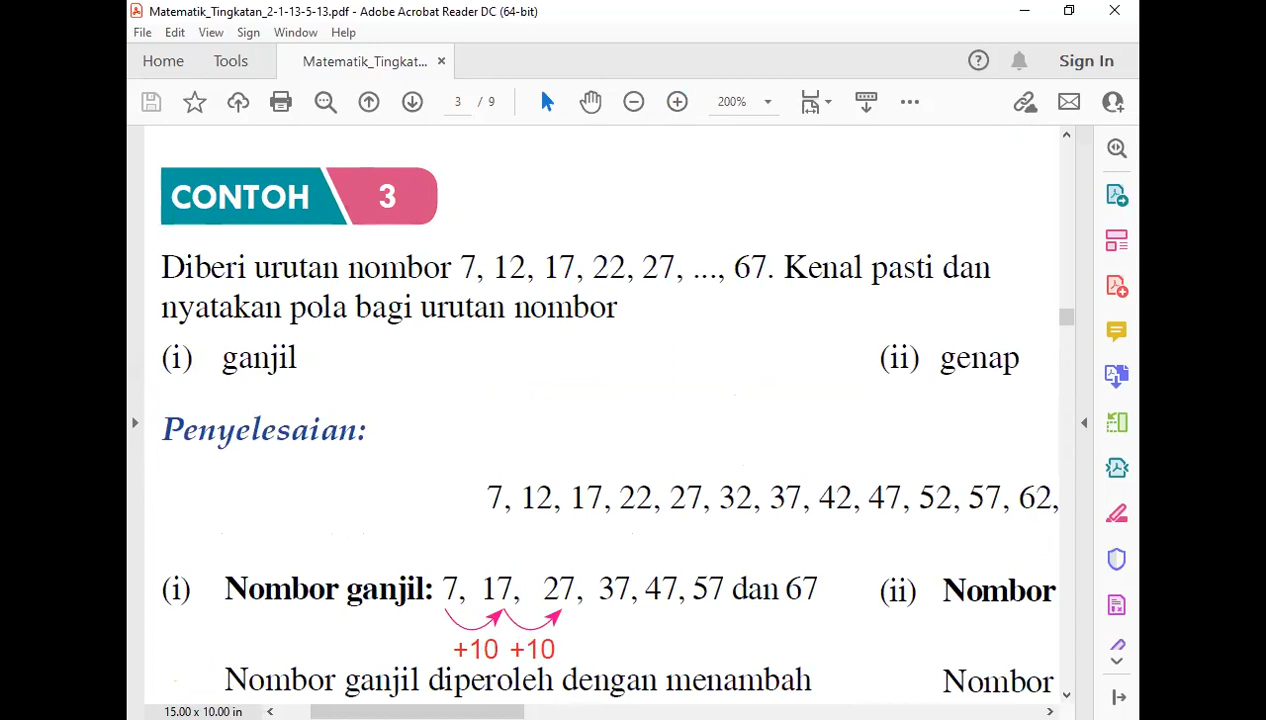 Matematik_Tingkatan_2-1-13-5-13.pdf - Adobe Acrobat Reader DC (64-bit)
File Edit View Sign Window Help
Home Tools Matematik_Tingkat... × Sign In
3 / 9 200%
CONTOH 3
Diberi urutan nombor 7, 12, 17, 22, 27, ..., 67. Kenal pasti dan
nyatakan pola bagi urutan nombor
(i) ganjil (ii) genap
Penyelesaian:
7, 12, 17, 22, 27, 32, 37, 42, 47, 52, 57, 62,
(i) Nombor ganjil: 7, 17, 27, 37, 47, 57 dan 67 (ii) Nombor
+10 +10
Nombor ganjil diperoleh dengan menambah Nombor
15.00 x 10.00 in